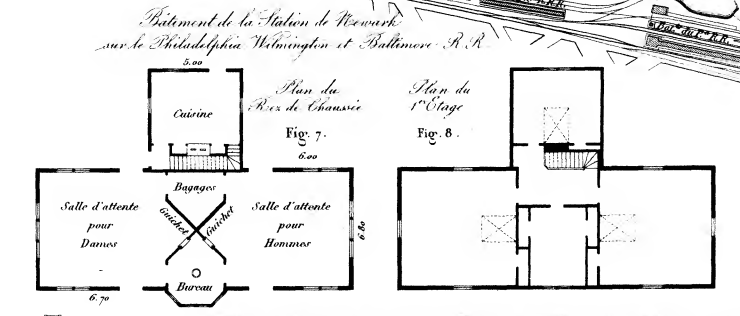 Bâtiment de la Station de Newark
sur le Philadelphia Wilmington et Baltimore R.R.
Plan du
Rez de Chaussée
Fig. 7.
Plan du
1er Étage
Fig. 8.
5.00
Cuisine
6.00
Bagages
Salle d'attente
pour
Dames
Guichet
Guichet
Salle d'attente
pour
Hommes
6.80
Bureau
6.70